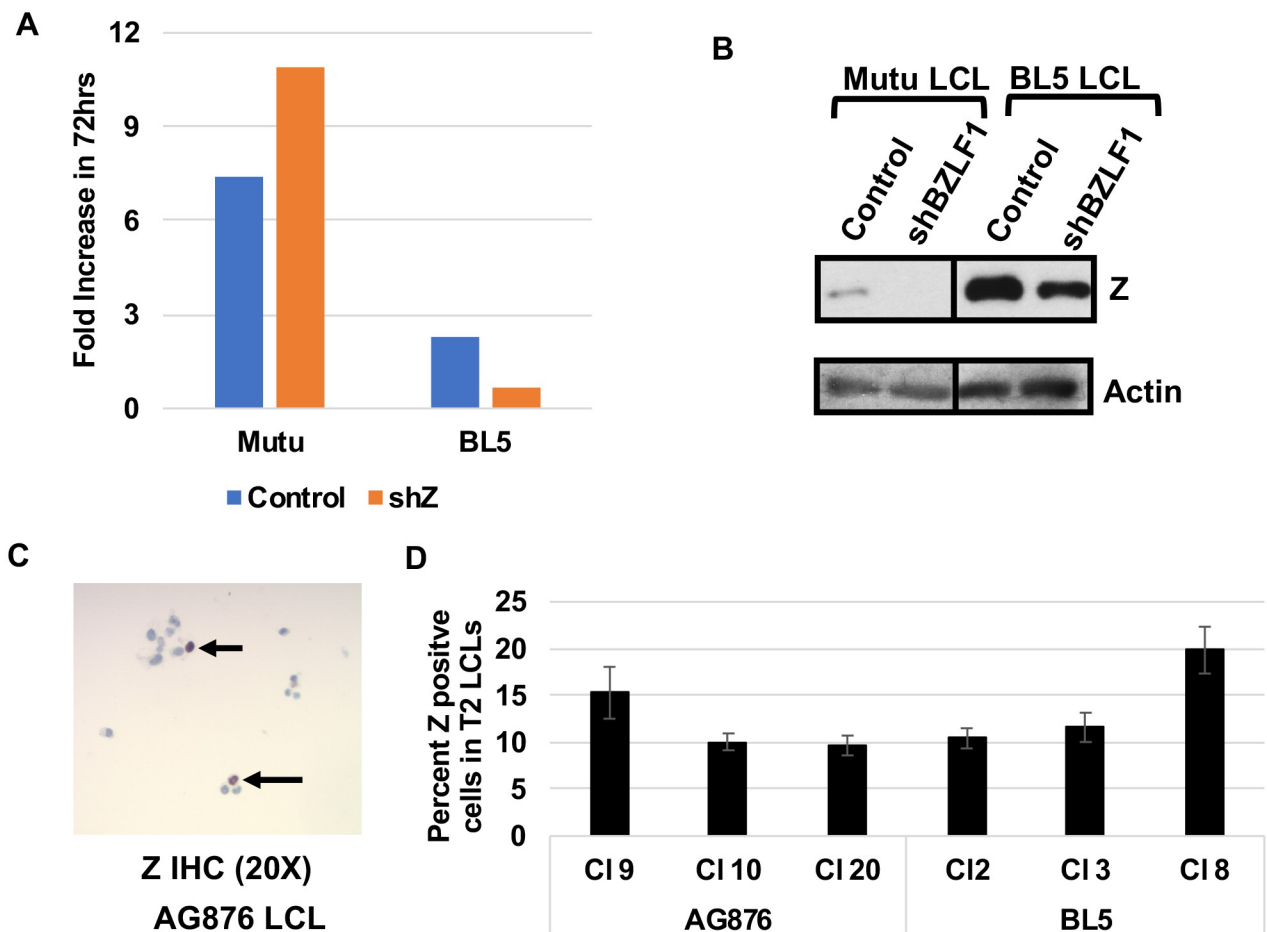 A
12
9
6
3
0
Fold Increase in 72hrs
Mutu
BL5
Control
shZ
B
Mutu LCL
BL5 LCL
Control
shBZLF1
Control
shBZLF1
Z
Actin
C
Z IHC (20X)
AG876 LCL
D
Percent Z positve
cells in T2 LCLs
25
20
15
10
5
0
Cl 9
Cl 10
Cl 20
Cl2
Cl 3
Cl 8
AG876
BL5